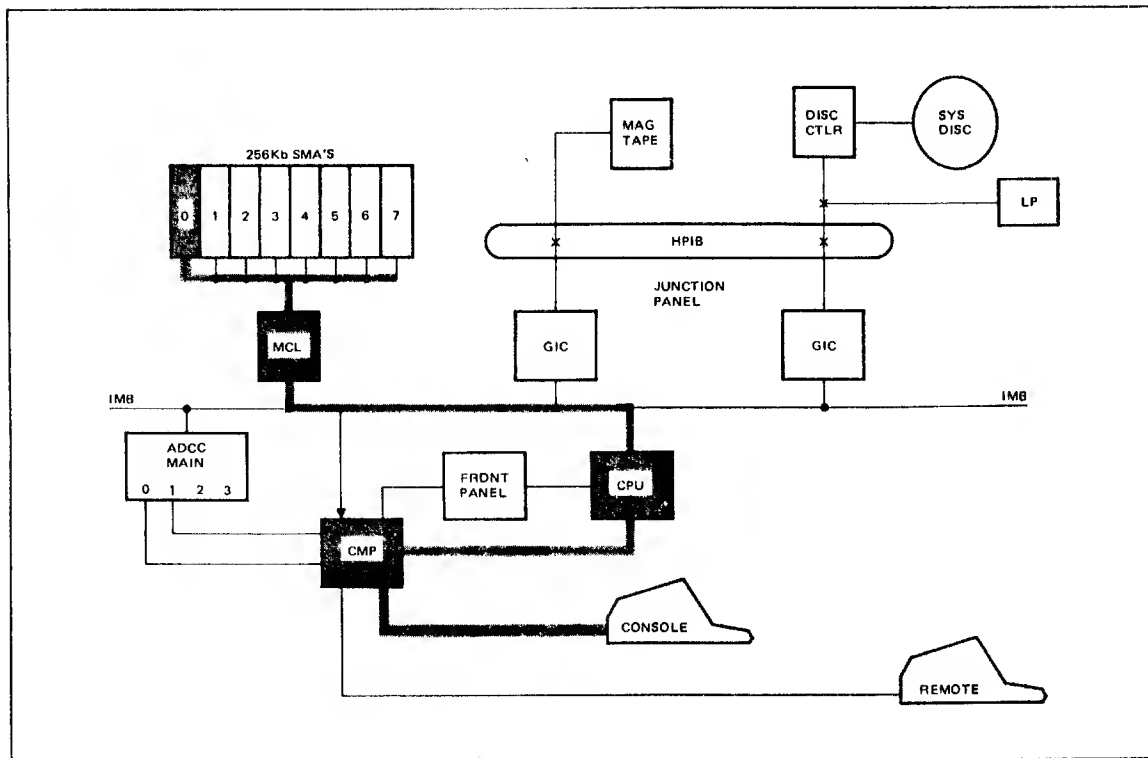 256Kb SMA'S
0 1 2 3 4 5 6 7
MAG
TAPE
DISC
CTLR
SYS
DISC
LP
HPIB
JUNCTION
PANEL
MCL
GIC
GIC
IMB
IMB
ADCC
MAIN
0 1 2 3
FRONT
PANEL
CPU
CMP
CONSOLE
REMOTE